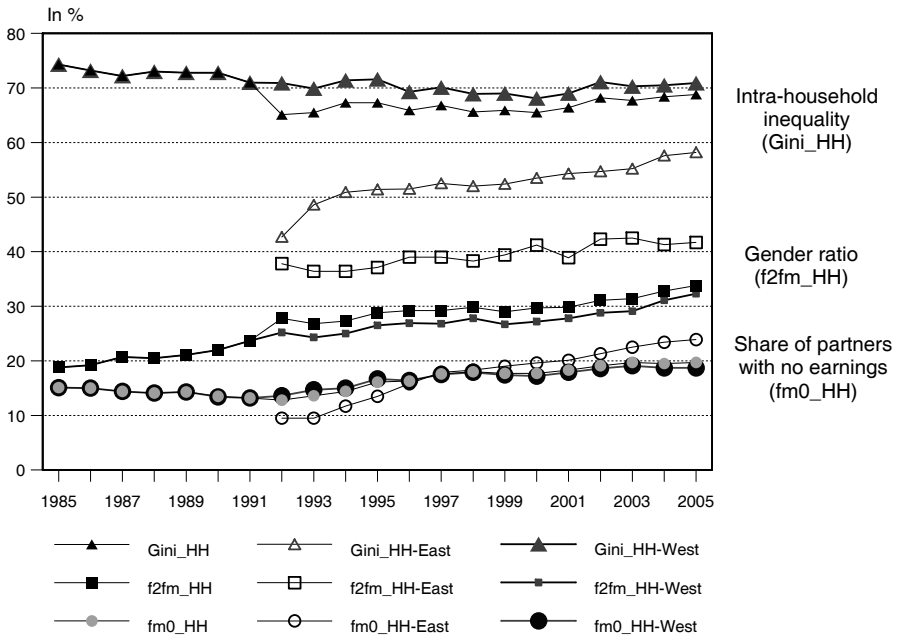 In %
80
70
60
50
40
30
20
10
0
Intra-household
inequality
(Gini_HH)
Gender ratio
(f2fm_HH)
Share of partners
with no earnings
(fm0_HH)
1985 1987 1989 1991 1993 1995 1997 1999 2001 2003 2005
Gini_HH Gini_HH-East Gini_HH-West
f2fm_HH f2fm_HH-East f2fm_HH-West
fm0_HH fm0_HH-East fm0_HH-West